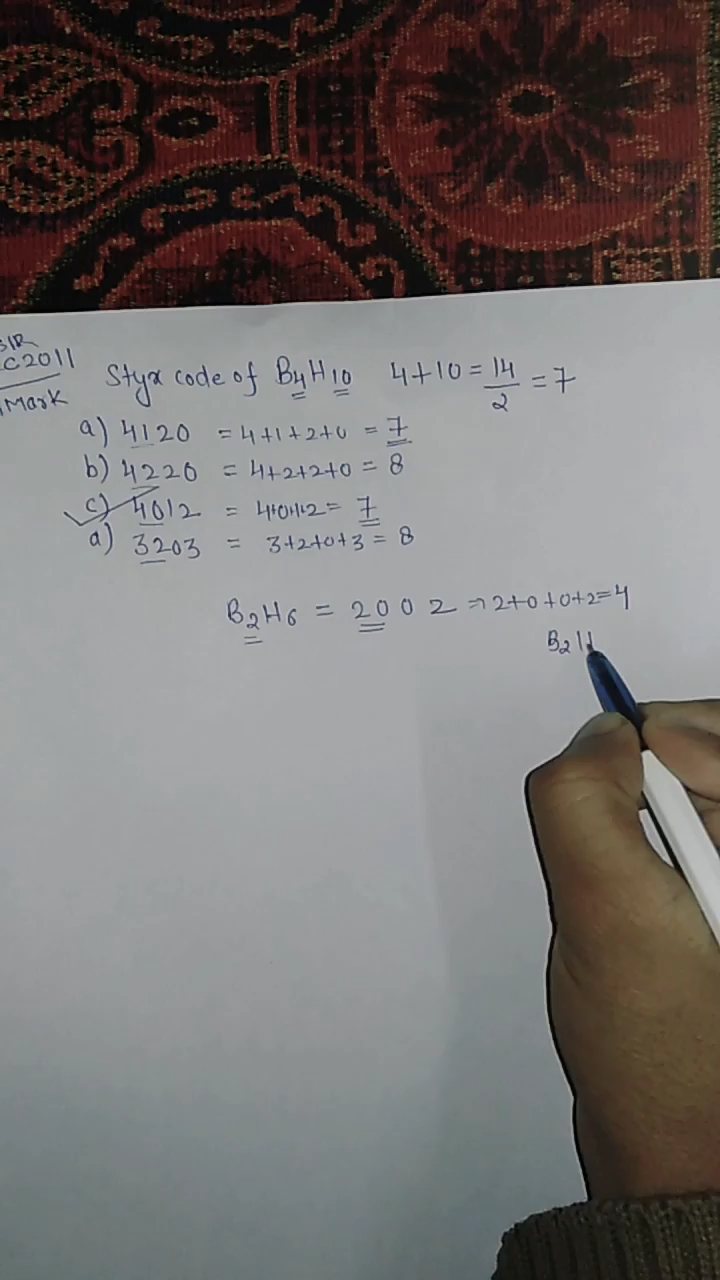 SIR
C2011
Mark
Styx code of B4H10 4+10 = 14/2 = 7
a) 4120 = 4+1+2+0 = 7
b) 4220 = 4+2+2+0 = 8
c) 4012 = 4+0+1+2 = 7
a) 3203 = 3+2+0+3 = 8
B2H6 = 2002 ⇒ 2+0+0+2=4
B2H